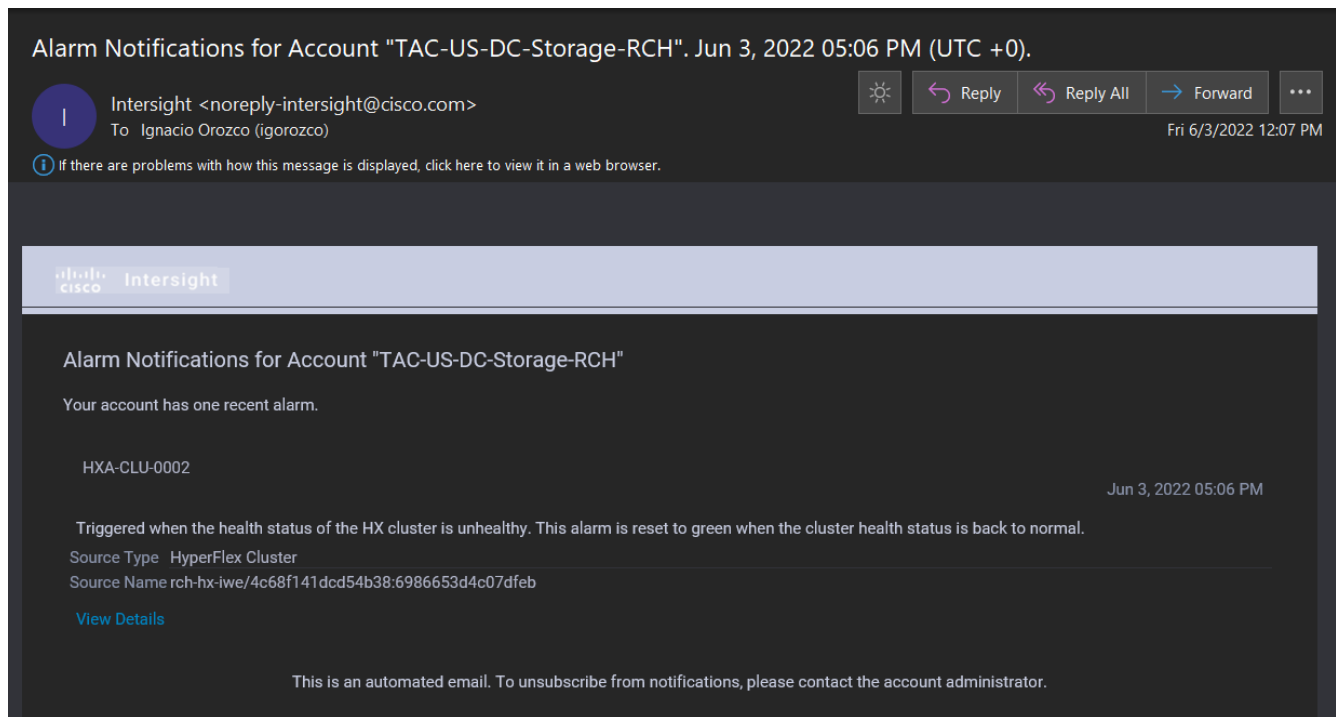 Alarm Notifications for Account "TAC-US-DC-Storage-RCH". Jun 3, 2022 05:06 PM (UTC +0).
I
Intersight <noreply-intersight@cisco.com>
To Ignacio Orozco (igorozco)
Reply
Reply All
Forward
Fri 6/3/2022 12:07 PM
If there are problems with how this message is displayed, click here to view it in a web browser.
cisco Intersight
Alarm Notifications for Account "TAC-US-DC-Storage-RCH"
Your account has one recent alarm.
HXA-CLU-0002
Jun 3, 2022 05:06 PM
Triggered when the health status of the HX cluster is unhealthy. This alarm is reset to green when the cluster health status is back to normal.
Source Type HyperFlex Cluster
Source Name rch-hx-iwe/4c68f141dcd54b38:6986653d4c07dfeb
View Details
This is an automated email. To unsubscribe from notifications, please contact the account administrator.